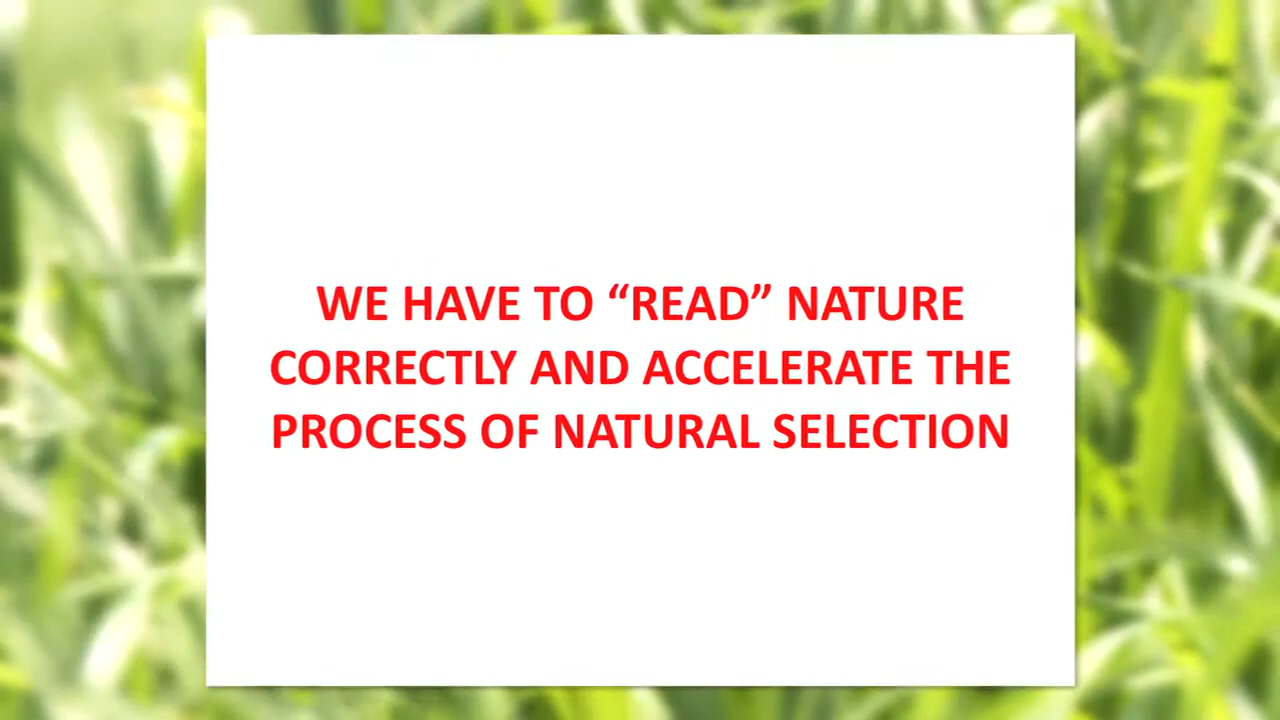 WE HAVE TO “READ” NATURE
CORRECTLY AND ACCELERATE THE
PROCESS OF NATURAL SELECTION